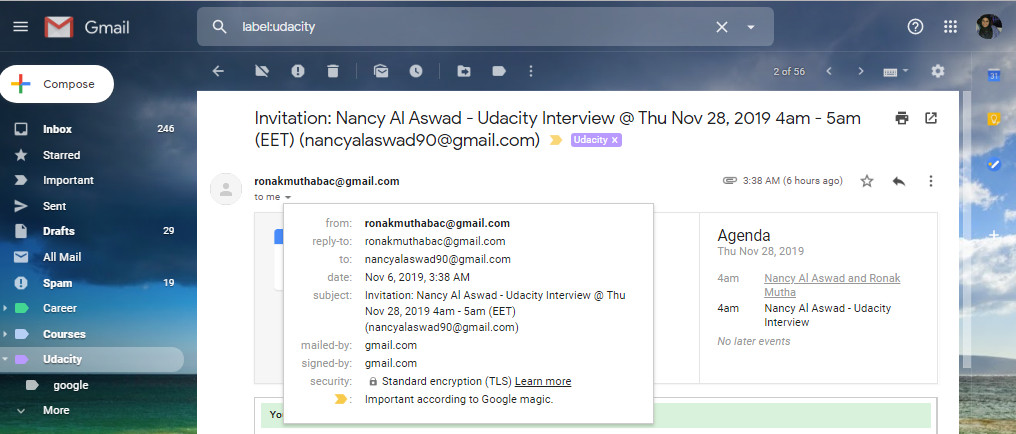 Gmail
label:udacity
Compose
2 of 56
31
Inbox 246
Starred
Important
Sent
Drafts 29
All Mail
Spam 19
Career
Courses
Udacity
google
More
Invitation: Nancy Al Aswad - Udacity Interview @ Thu Nov 28, 2019 4am - 5am
(EET) (nancyalaswad90@gmail.com) Udacity x
ronakmuthabac@gmail.com 3:38 AM (6 hours ago)
to me
from: ronakmuthabac@gmail.com
reply-to: ronakmuthabac@gmail.com
to: nancyalaswad90@gmail.com
date: Nov 6, 2019, 3:38 AM
subject: Invitation: Nancy Al Aswad - Udacity Interview @ Thu
Nov 28, 2019 4am - 5am (EET)
(nancyalaswad90@gmail.com)
mailed-by: gmail.com
signed-by: gmail.com
security: Standard encryption (TLS) Learn more
: Important according to Google magic.
Agenda
Thu Nov 28, 2019
4am Nancy Al Aswad and Ronak
Mutha
4am Nancy Al Aswad - Udacity
Interview
No later events